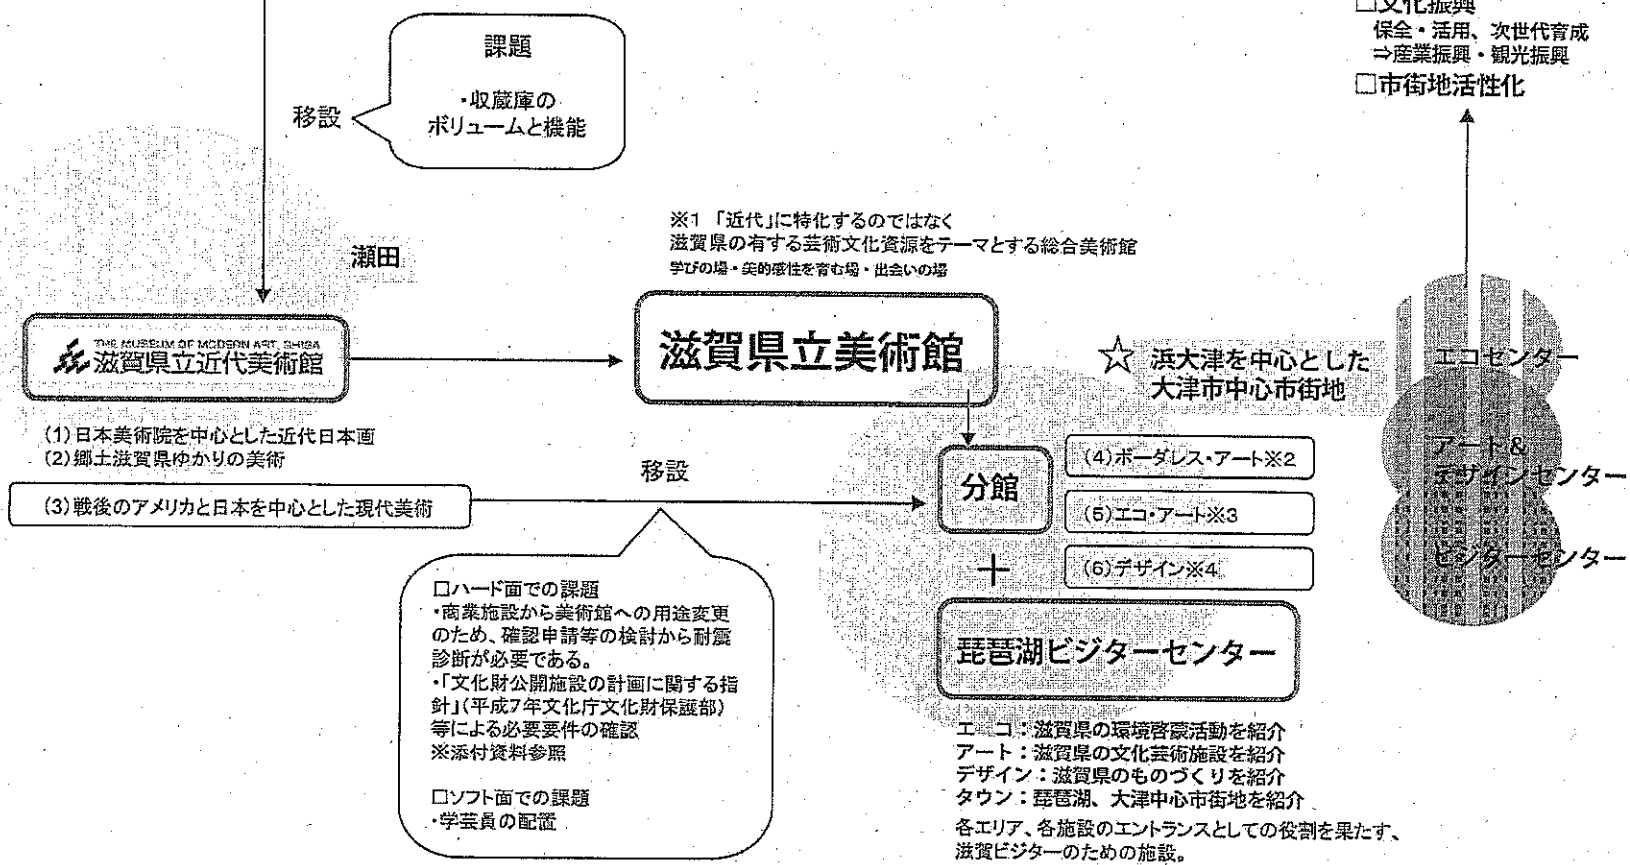 課題
・収蔵庫の
ボリュームと機能
移設
□文化振興
保全・活用、次世代育成
⇒産業振興・観光振興
□市街地活性化
瀬田
※1 「近代」に特化するのではなく
滋賀県の有する芸術文化資源をテーマとする総合美術館
学びの場・美的感性を育む場・出会いの場
THE MUSEUM OF MODERN ART, SHIGA
滋賀県立近代美術館
滋賀県立美術館
☆ 浜大津を中心とした
大津市中心市街地
エコセンター
アート&
デザインセンター
ビジターセンター
(1)日本美術院を中心とした近代日本画
(2)郷土滋賀県ゆかりの美術
(3)戦後のアメリカと日本を中心とした現代美術
移設
分館
(4)ボーダレス・アート※2
(5)エコ・アート※3
(6)デザイン※4
+
琵琶湖ビジターセンター
□ハード面での課題
・商業施設から美術館への用途変更
のため、確認申請等の検討から耐震
診断が必要である。
・「文化財公開施設の計画に関する指
針」(平成7年文化庁文化財保護部)
等による必要要件の確認
※添付資料参照
□ソフト面での課題
・学芸員の配置
エコ：滋賀県の環境啓蒙活動を紹介
アート：滋賀県の文化芸術施設を紹介
デザイン：滋賀県のものづくりを紹介
タウン：琵琶湖、大津中心市街地を紹介
各エリア、各施設のエントランスとしての役割を果たす、
滋賀ビジターのための施設。